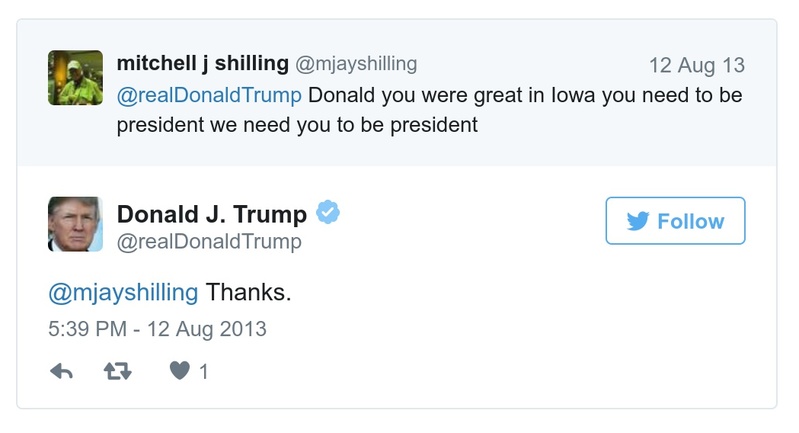 mitchell j shilling @mjayshilling 12 Aug 13
@realDonaldTrump Donald you were great in Iowa you need to be
president we need you to be president
Donald J. Trump
@realDonaldTrump
Follow
@mjayshilling Thanks.
5:39 PM - 12 Aug 2013
1